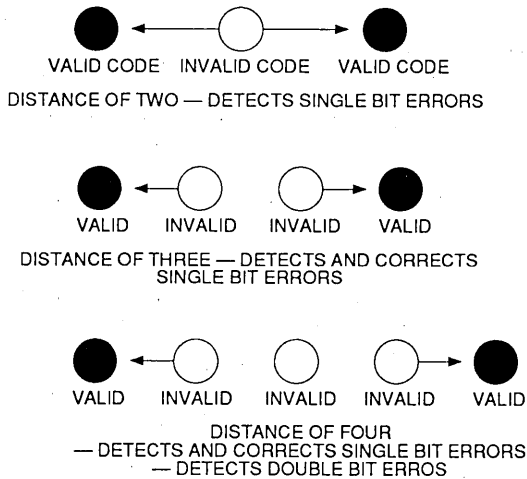 VALID CODE INVALID CODE VALID CODE
DISTANCE OF TWO — DETECTS SINGLE BIT ERRORS
VALID INVALID INVALID VALID
DISTANCE OF THREE — DETECTS AND CORRECTS
SINGLE BIT ERRORS
VALID INVALID INVALID INVALID VALID
DISTANCE OF FOUR
— DETECTS AND CORRECTS SINGLE BIT ERRORS
— DETECTS DOUBLE BIT ERROS